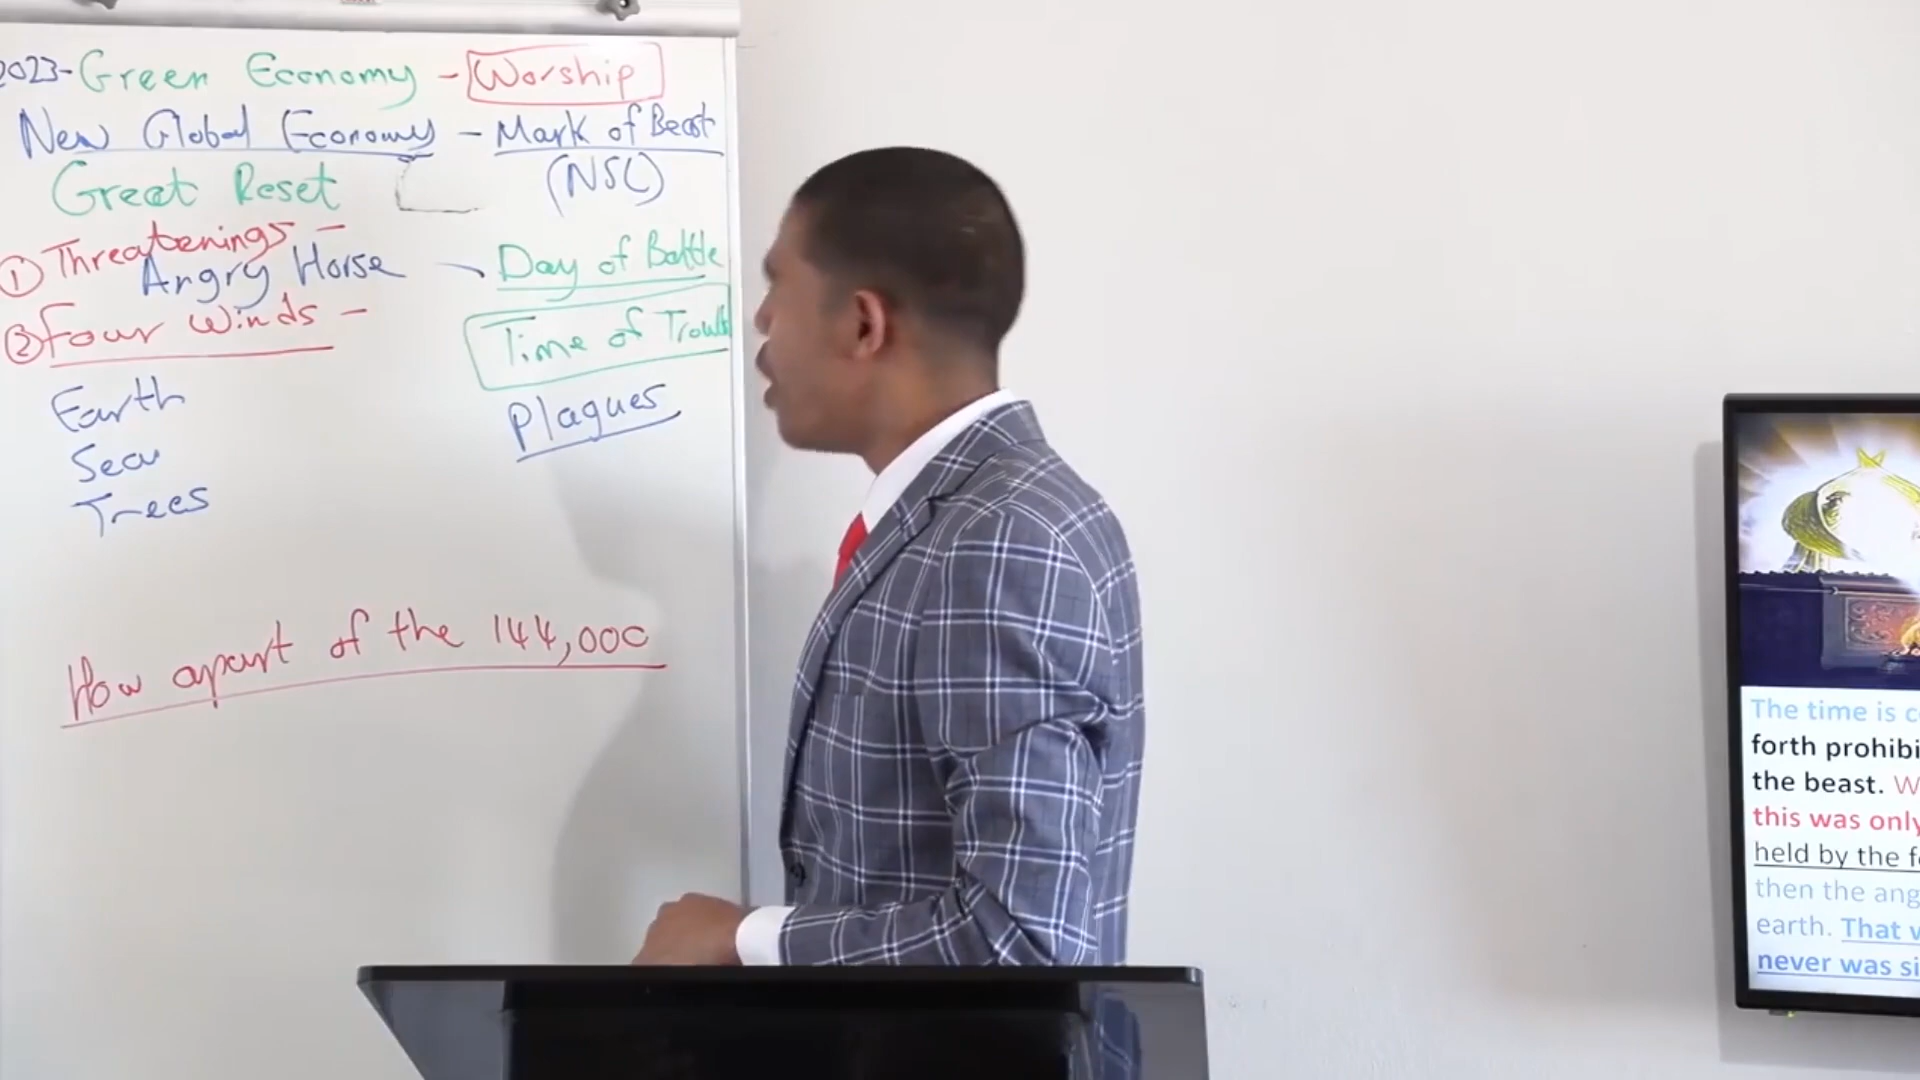 2023-Green Economy - Worship
New Global Economy - Mark of Beast
Great Reset (NSL)
① Threatenings -
Angry Horse - Day of Battle
② Four Winds - Time of Troubl
Earth Plagues
Sea
Trees
How apart of the 144,000
The time is c
forth prohibi
the beast. W
this was only
held by the f
then the ang
earth. That w
never was si